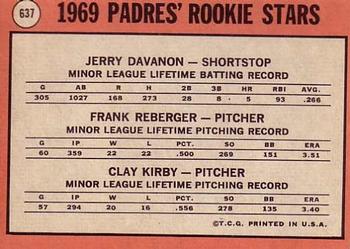 637
1969 PADRES' ROOKIE STARS
JERRY DAVANON — SHORTSTOP
MINOR LEAGUE LIFETIME BATTING RECORD
G AB R H 2B 3B HR RBI AVG.
305 1027 168 273 28 8 5 93 .266
FRANK REBERGER — PITCHER
MINOR LEAGUE LIFETIME PITCHING RECORD
G IP W L PCT. SO BB ERA
60 359 22 22 .500 269 151 3.51
CLAY KIRBY — PITCHER
MINOR LEAGUE LIFETIME PITCHING RECORD
G IP W L PCT. SO BB ERA
57 294 20 16 .556 278 135 3.40
©T.C.G. PRINTED IN U.S.A.